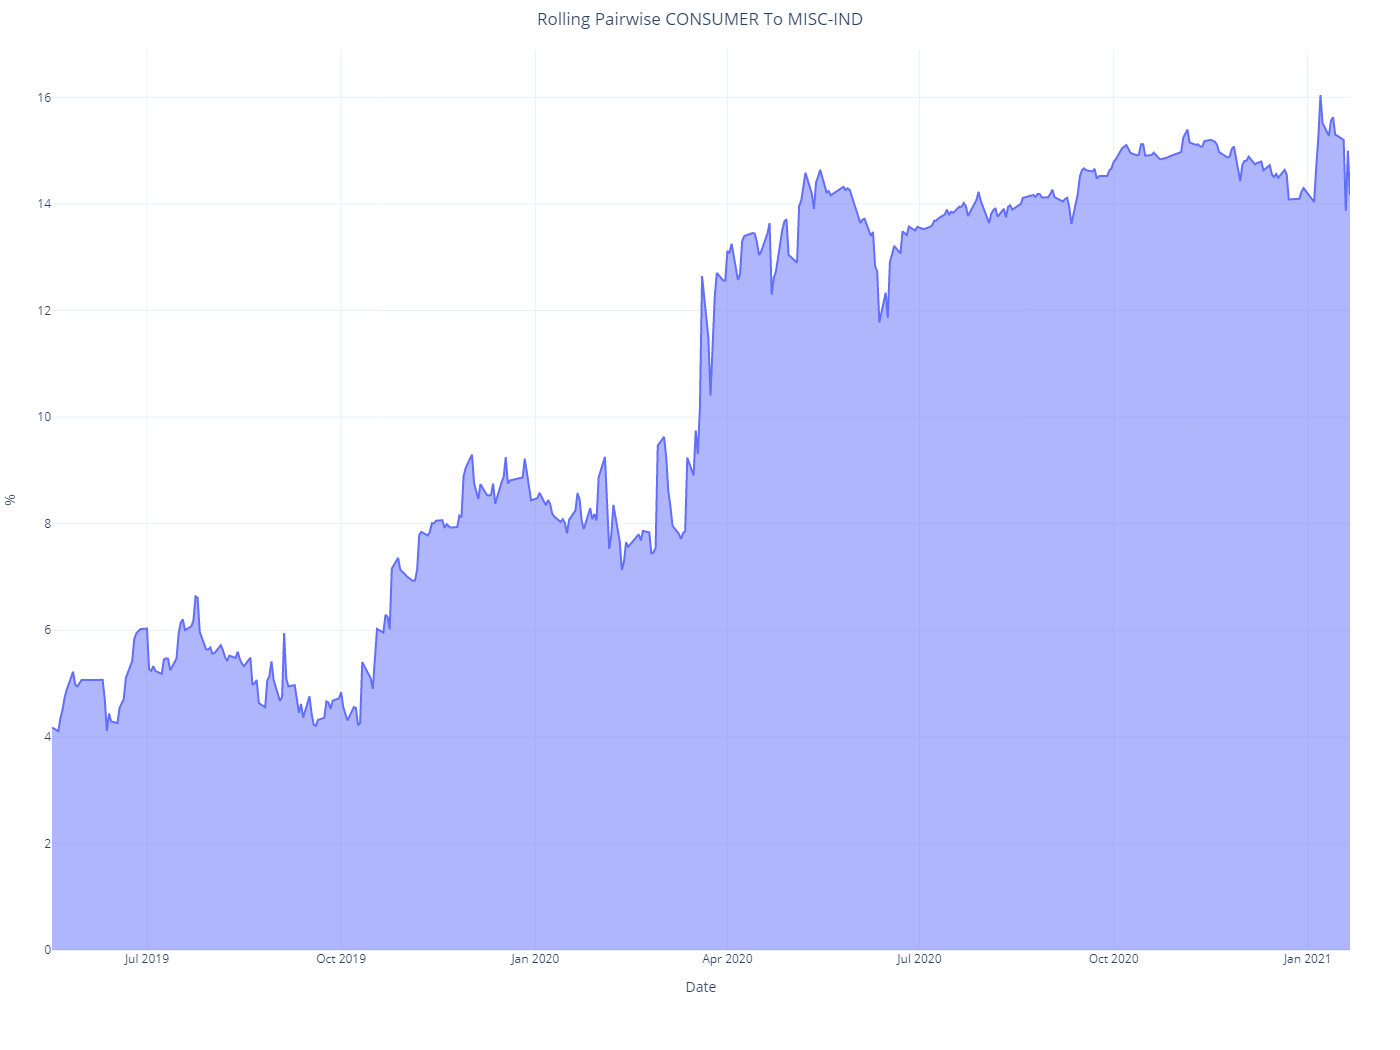 Rolling Pairwise CONSUMER To MISC-IND
16
14
12
10
8
6
4
2
0
%
Jul 2019
Oct 2019
Jan 2020
Apr 2020
Jul 2020
Oct 2020
Jan 2021
Date